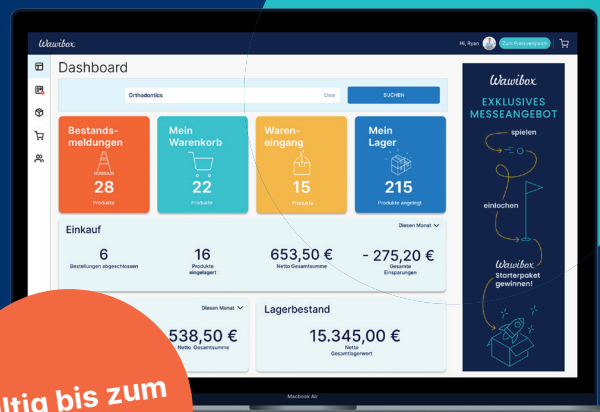 Wawibox
Hi, Ryan
Zum Preisvergleich
Dashboard
Orthodontics
Clear
SUCHEN
Bestands-
meldungen
28
Produkte
Mein
Warenkorb
22
Produkte
Waren-
eingang
15
Produkte
Mein
Lager
215
Produkte angelegt
Einkauf
Diesen Monat
6
Bestellungen abgeschlossen
16
Produkte
eingelagert
653,50 €
Netto Gesamtsumme
- 275,20 €
Gesamte
Einsparungen
Diesen Monat
538,50 €
Netto Gesamtsumme
Lagerbestand
15.345,00 €
Netto
Gesamtlagerwert
Wawibox
EXKLUSIVES
MESSEANGEBOT
spielen
einlochen
Wawibox
Starterpaket
gewinnen!
Macbook Air
ltig bis zum